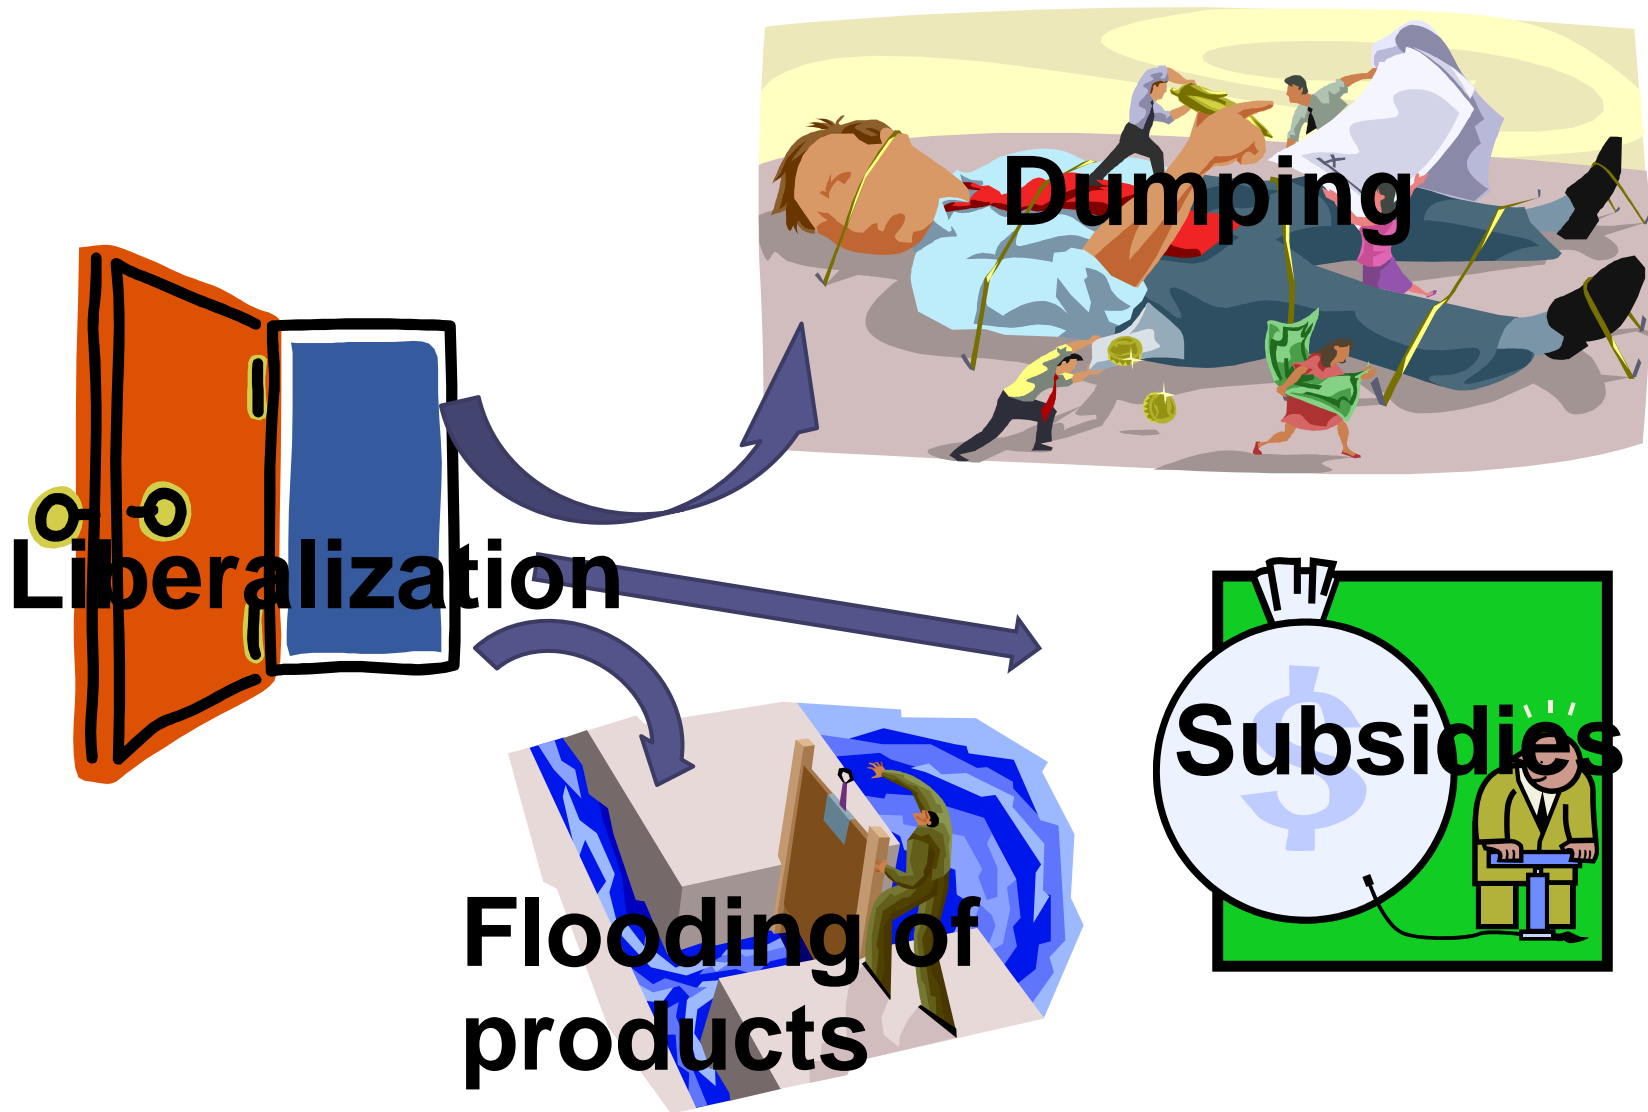 Dumping
Liberalization
$
Subsidies
Flooding of
products